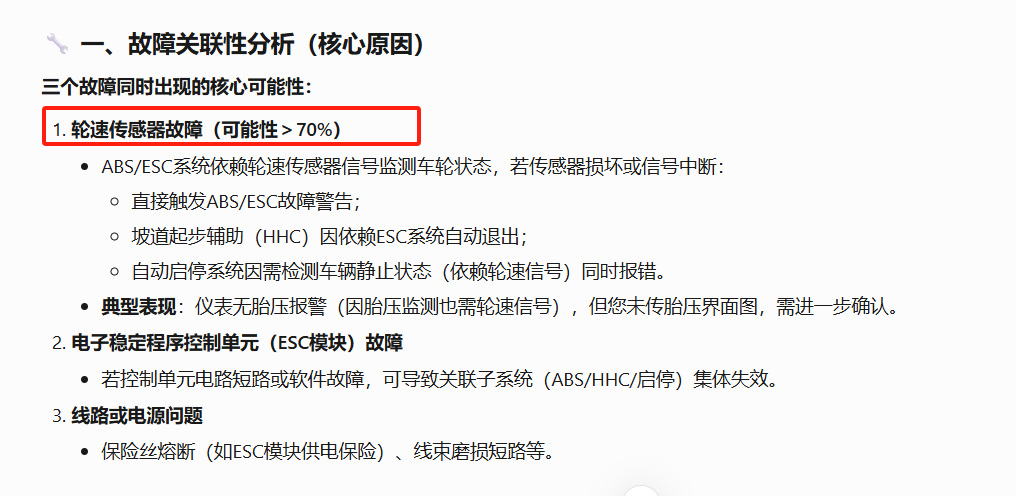 🔧 一、故障关联性分析（核心原因）
三个故障同时出现的核心可能性：
1. 轮速传感器故障（可能性＞70%）
• ABS/ESC系统依赖轮速传感器信号监测车轮状态，若传感器损坏或信号中断：
○ 直接触发ABS/ESC故障警告；
○ 坡道起步辅助（HHC）因依赖ESC系统自动退出；
○ 自动启停系统因需检测车辆静止状态（依赖轮速信号）同时报错。
• 典型表现：仪表无胎压报警（因胎压监测也需轮速信号），但您未传胎压界面图，需进一步确认。
2. 电子稳定程序控制单元（ESC模块）故障
• 若控制单元电路短路或软件故障，可导致关联子系统（ABS/HHC/启停）集体失效。
3. 线路或电源问题
• 保险丝熔断（如ESC模块供电保险）、线束磨损短路等。